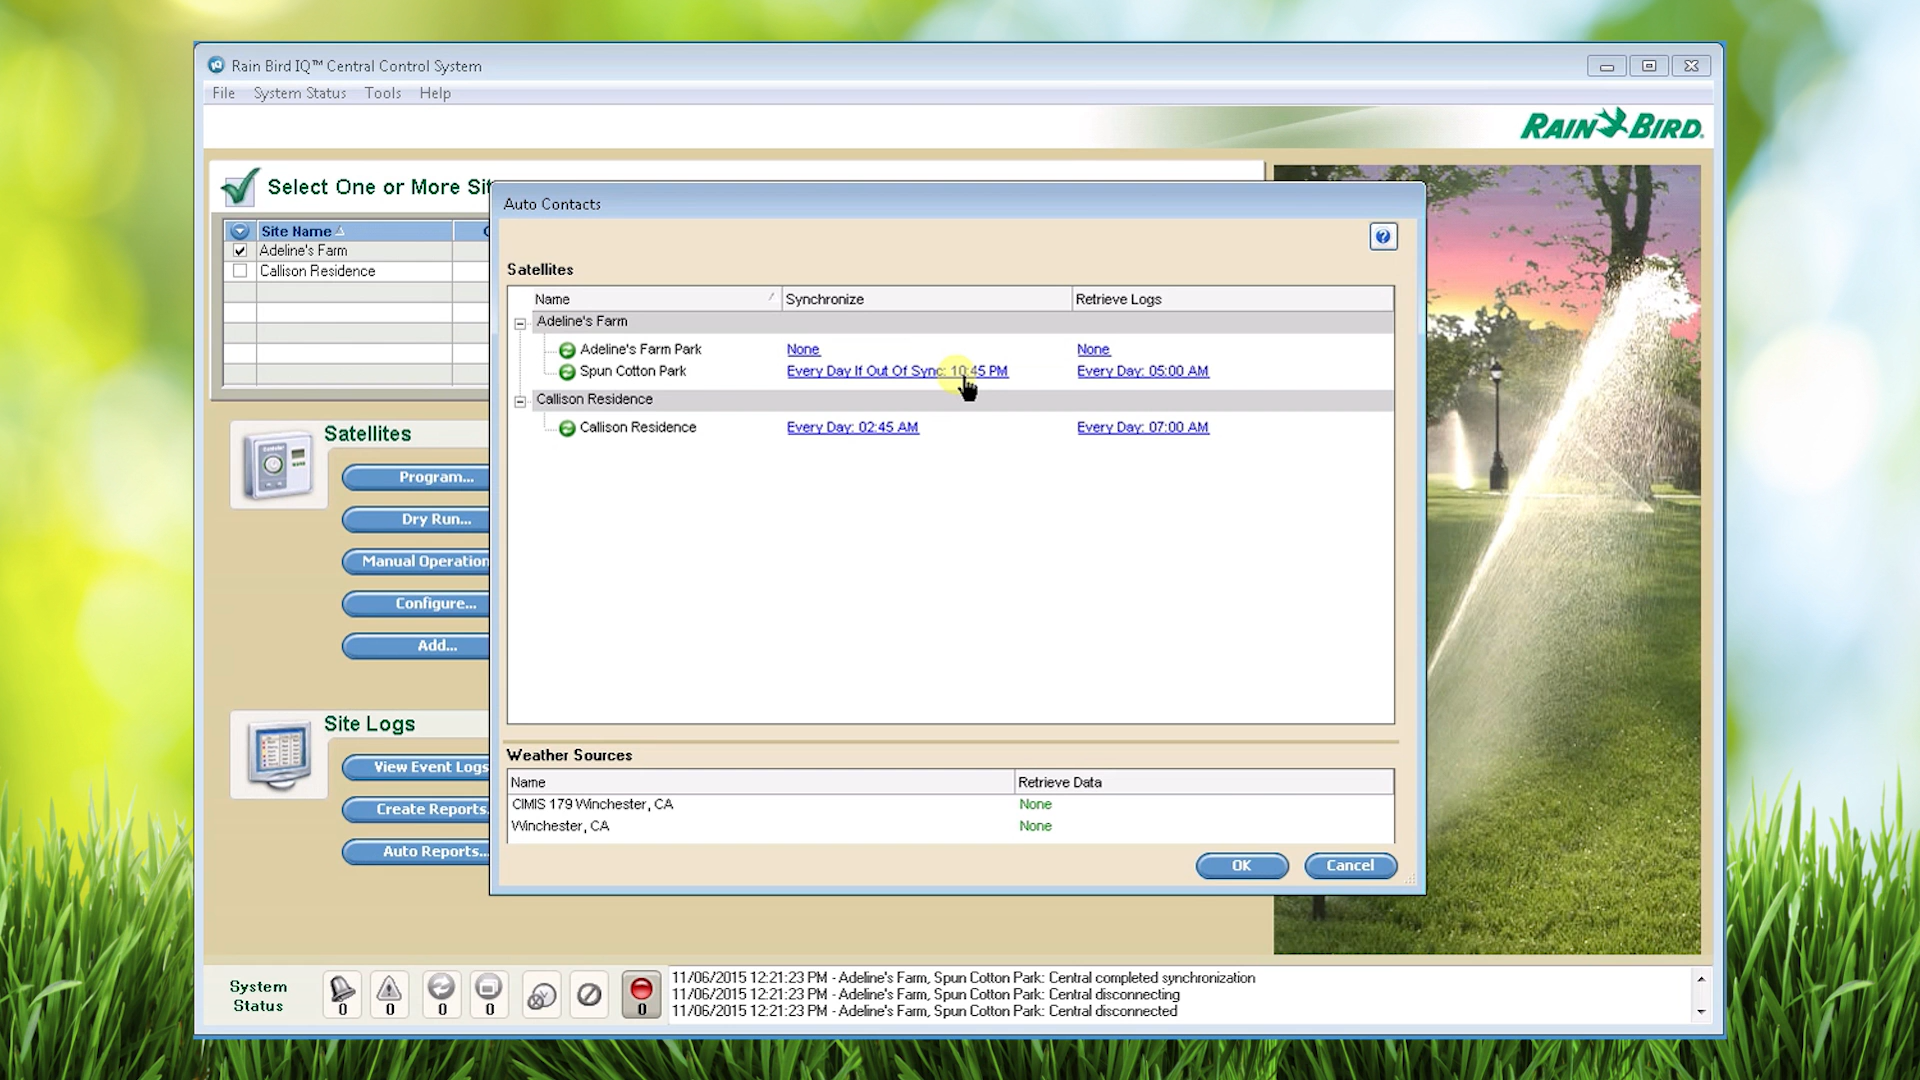 Rain Bird IQ™ Central Control System
File System Status Tools Help
RAIN BIRD
Select One or More Sit
Site Name
Adeline's Farm
Callison Residence
Satellites
Program...
Dry Run...
Manual Operation
Configure...
Add...
Site Logs
View Event Logs
Create Reports.
Auto Reports...
Auto Contacts
Satellites
Name Synchronize Retrieve Logs
Adeline's Farm
Adeline's Farm Park None None
Spun Cotton Park Every Day If Out Of Sync: 10:45 PM Every Day: 05:00 AM
Callison Residence
Callison Residence Every Day: 02:45 AM Every Day: 07:00 AM
Weather Sources
Name Retrieve Data
CIMIS 179 Winchester, CA None
Winchester, CA None
OK Cancel
System
Status
0 0 0 0 0
11/06/2015 12:21:23 PM - Adeline's Farm, Spun Cotton Park: Central completed synchronization
11/06/2015 12:21:23 PM - Adeline's Farm, Spun Cotton Park: Central disconnecting
11/06/2015 12:21:23 PM - Adeline's Farm, Spun Cotton Park: Central disconnected